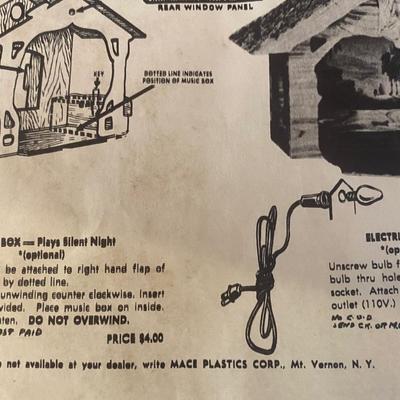 REAR WINDOW PANEL
KEY
DOTTED LINE INDICATES
POSITION OF MUSIC BOX
BOX — Plays Silent Night
*(optional)
be attached to right hand flap of
by dotted line.
unwinding counter clockwise. Insert
vided. Place music box on inside.
ten. DO NOT OVERWIND.
POST PAID
PRICE $4.00
ELECTRI
*(op
Unscrew bulb f
bulb thru hole
socket. Attach
outlet (110V.)
NO C.O.D
SEND CK. OR MO
not available at your dealer, write MACE PLASTICS CORP., Mt. Vernon, N. Y.